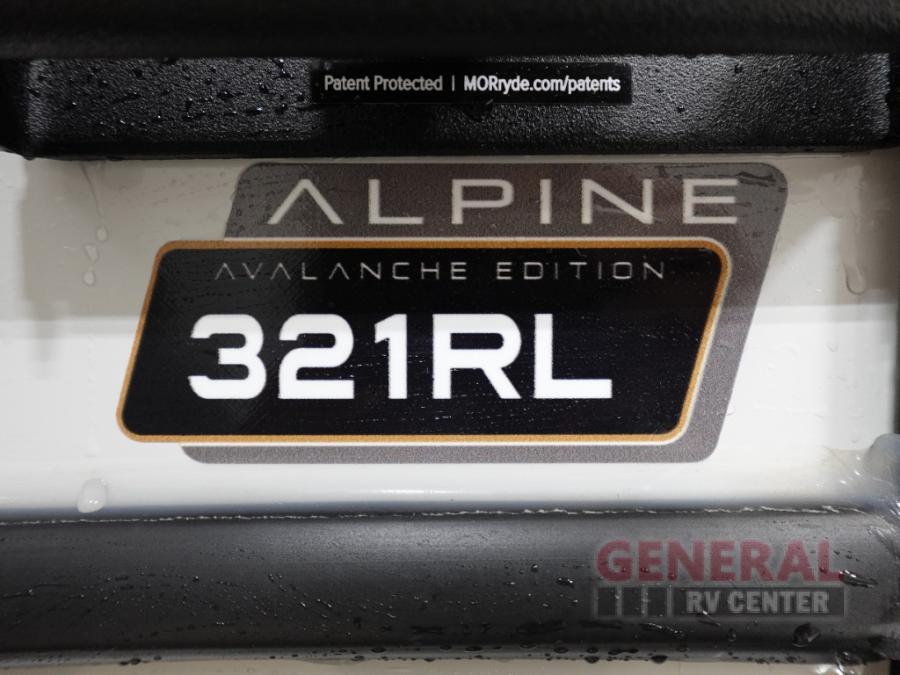 Patent Protected | MORryde.com/patents
ALPINE
AVALANCHE EDITION
321RL
GENERAL
RV CENTER